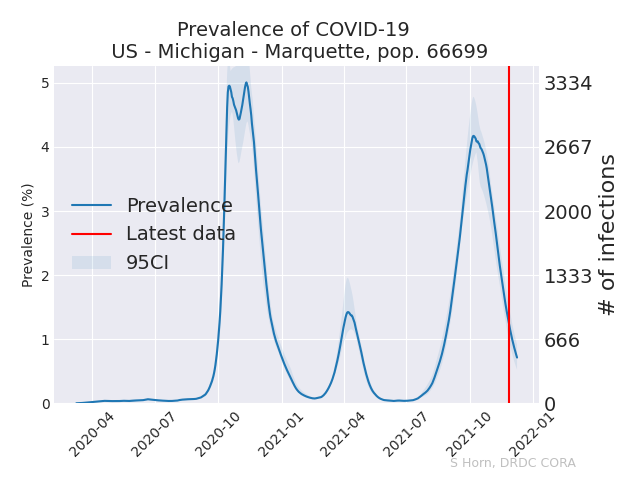 Prevalence of COVID-19
US - Michigan - Marquette, pop. 66699
Prevalence (%)
5
4
3
2
1
0
3334
2667
2000
1333
666
0
# of infections
Prevalence
Latest data
95CI
2020-04
2020-07
2020-10
2021-01
2021-04
2021-07
2021-10
2022-01
S Horn, DRDC CORA